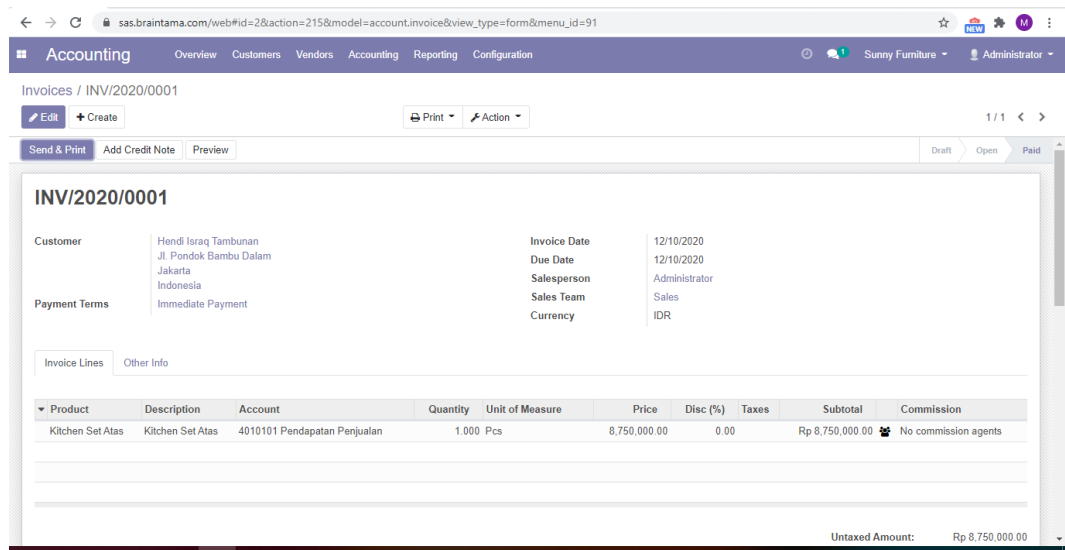 sas.braintama.com/web#id=2&action=215&model=account.invoice&view_type=form&menu_id=91
NEW
M
Accounting Overview Customers Vendors Accounting Reporting Configuration 1 Sunny Furniture Administrator
Invoices / INV/2020/0001
Edit + Create Print Action 1 / 1
Send & Print Add Credit Note Preview Draft Open Paid
INV/2020/0001
Customer Hendi Israq Tambunan Invoice Date 12/10/2020
Jl. Pondok Bambu Dalam Due Date 12/10/2020
Jakarta Salesperson Administrator
Indonesia Sales Team Sales
Payment Terms Immediate Payment Currency IDR
Invoice Lines Other Info
Product Description Account Quantity Unit of Measure Price Disc (%) Taxes Subtotal Commission
Kitchen Set Atas Kitchen Set Atas 4010101 Pendapatan Penjualan 1.000 Pcs 8,750,000.00 0.00 Rp 8,750,000.00 No commission agents
Untaxed Amount: Rp 8,750,000.00